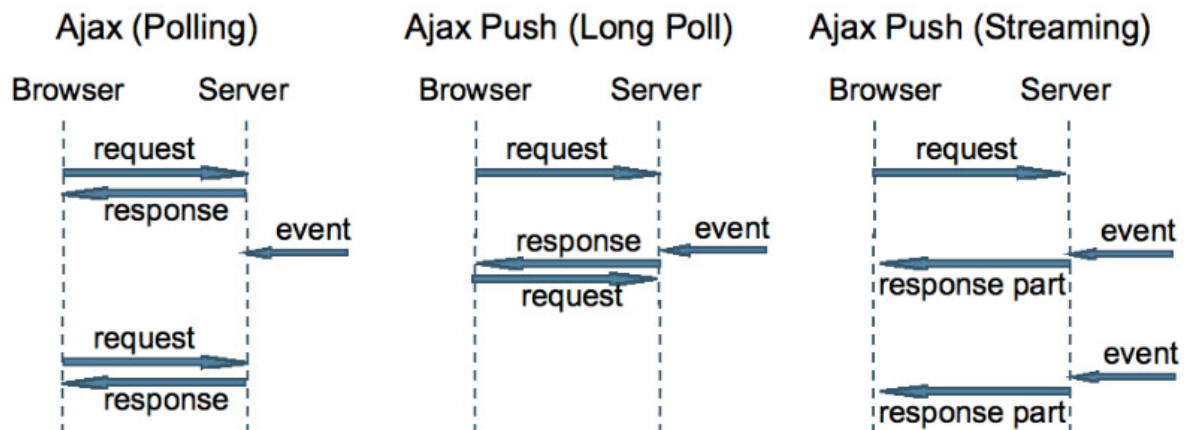 Ajax (Polling)
Browser Server
request
response
event
request
response
Ajax Push (Long Poll)
Browser Server
request
event
response
request
Ajax Push (Streaming)
Browser Server
request
event
response part
event
response part